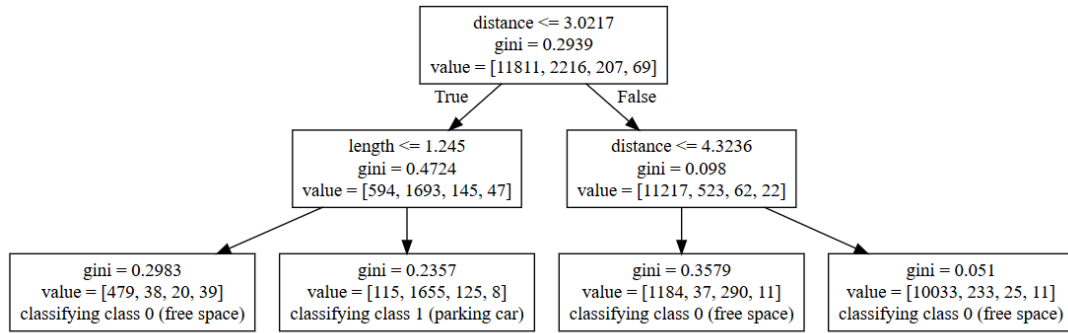 distance <= 3.0217
gini = 0.2939
value = [11811, 2216, 207, 69]
True
False
length <= 1.245
gini = 0.4724
value = [594, 1693, 145, 47]
distance <= 4.3236
gini = 0.098
value = [11217, 523, 62, 22]
gini = 0.2983
value = [479, 38, 20, 39]
classifying class 0 (free space)
gini = 0.2357
value = [115, 1655, 125, 8]
classifying class 1 (parking car)
gini = 0.3579
value = [1184, 37, 290, 11]
classifying class 0 (free space)
gini = 0.051
value = [10033, 233, 25, 11]
classifying class 0 (free space)